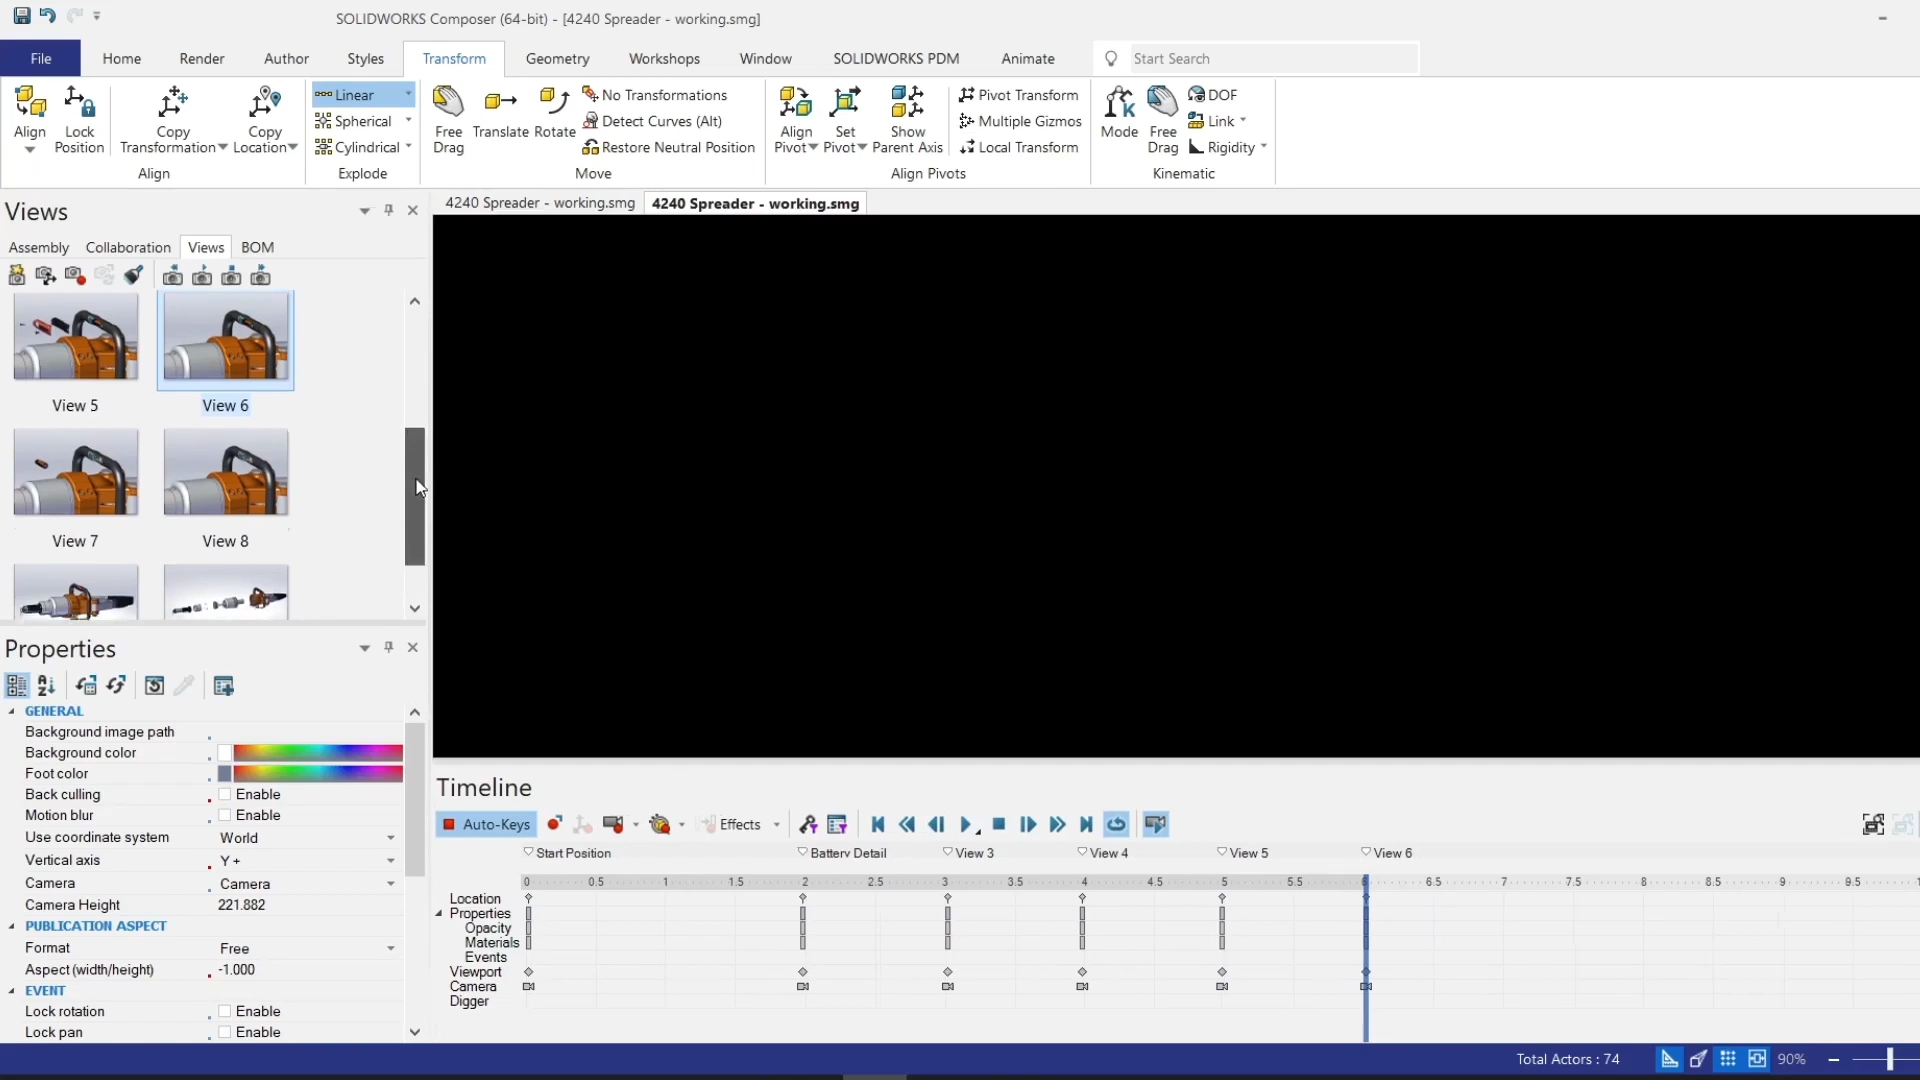 SOLIDWORKS Composer (64-bit) - [4240 Spreader - working.smg]
File Home Render Author Styles Transform Geometry Workshops Window SOLIDWORKS PDM Animate Start Search
Linear No Transformations Pivot Transform DOF
Align Lock Position Copy Transformation Copy Location Spherical Free Drag Translate Rotate Detect Curves (Alt) Align Pivot Set Pivot Show Parent Axis Multiple Gizmos Mode Free Drag Link
Cylindrical Restore Neutral Position Local Transform Rigidity
Align Explode Move Align Pivots Kinematic
Views
4240 Spreader - working.smg 4240 Spreader - working.smg
Assembly Collaboration Views BOM
View 5 View 6
View 7 View 8
Properties
GENERAL
Background image path
Background color
Foot color
Back culling Enable
Motion blur Enable
Use coordinate system World
Vertical axis Y +
Camera Camera
Camera Height 221.882
PUBLICATION ASPECT
Format Free
Aspect (width/height) -1.000
EVENT
Lock rotation Enable
Lock pan Enable
Timeline
Auto-Keys Effects
Start Position Battery Detail View 3 View 4 View 5 View 6
0 0.5 1 1.5 2 2.5 3 3.5 4 4.5 5 5.5 6 6.5 7 7.5 8 8.5 9 9.5
Location
Properties
Opacity
Materials
Events
Viewport
Camera
Digger
Total Actors : 74 90%